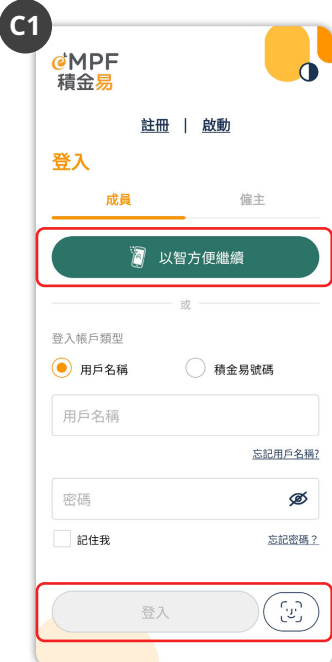 C1
eMPF
積金易
註冊 | 啟動
登入
成員 僱主
以智方便繼續
或
登入帳戶類型
用戶名稱 積金易號碼
用戶名稱
忘記用戶名稱?
密碼
記住我 忘記密碼？
登入